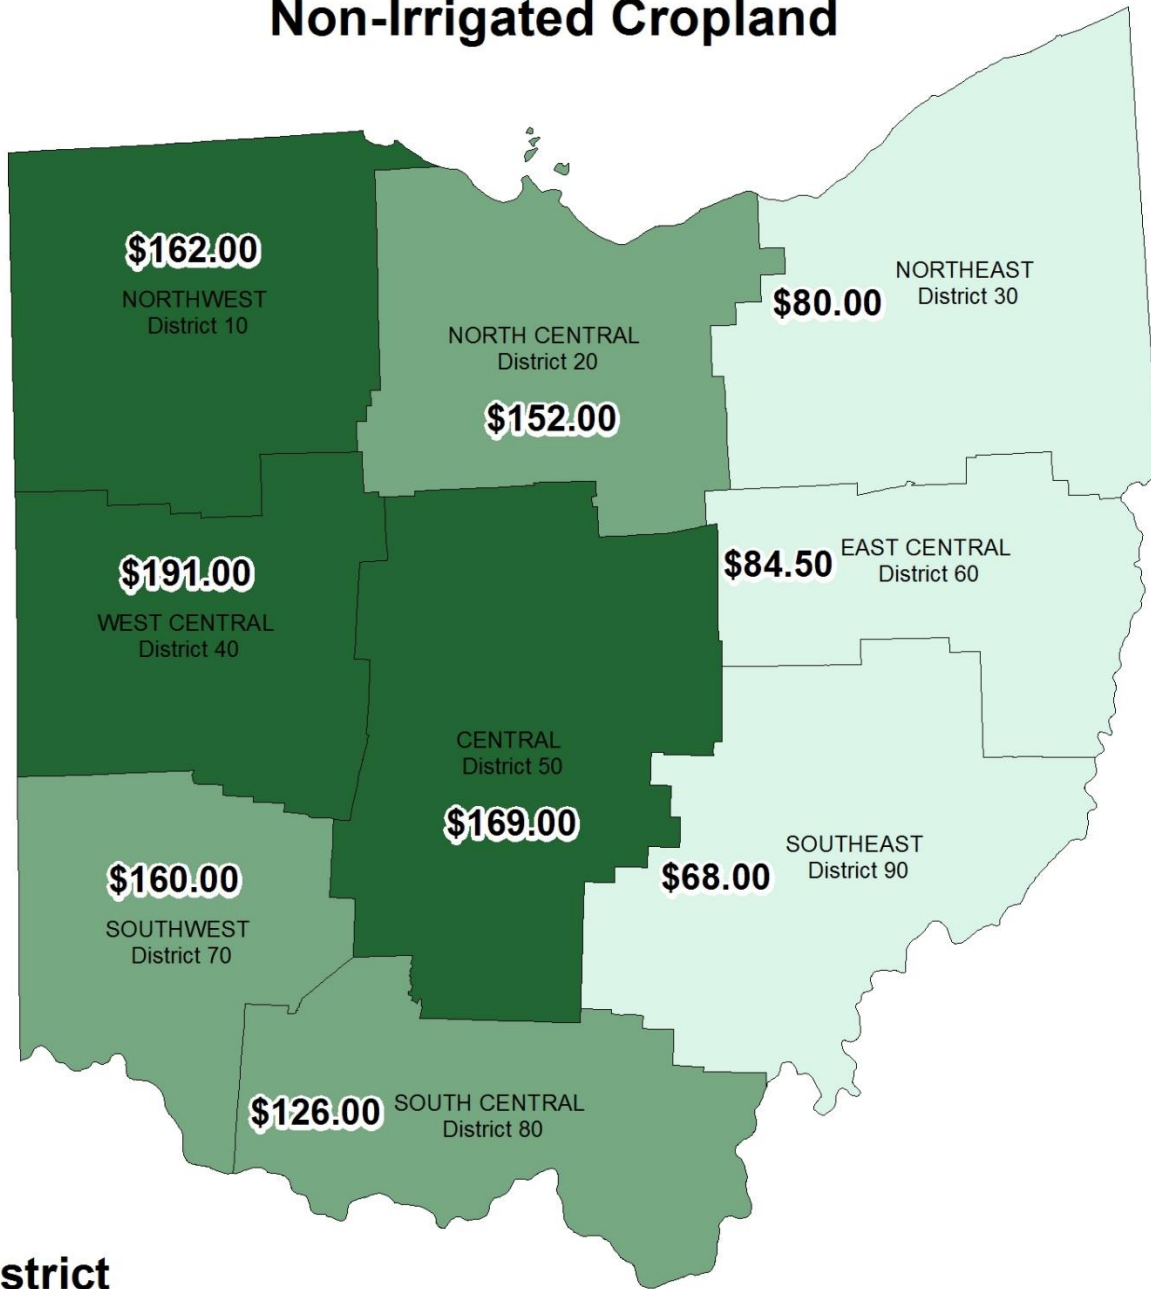 Non-Irrigated Cropland
$162.00
NORTHWEST
District 10
NORTH CENTRAL
District 20
$152.00
NORTHEAST
District 30
$80.00
$191.00
WEST CENTRAL
District 40
EAST CENTRAL
District 60
$84.50
CENTRAL
District 50
$169.00
SOUTHEAST
District 90
$68.00
$160.00
SOUTHWEST
District 70
$126.00
SOUTH CENTRAL
District 80
strict